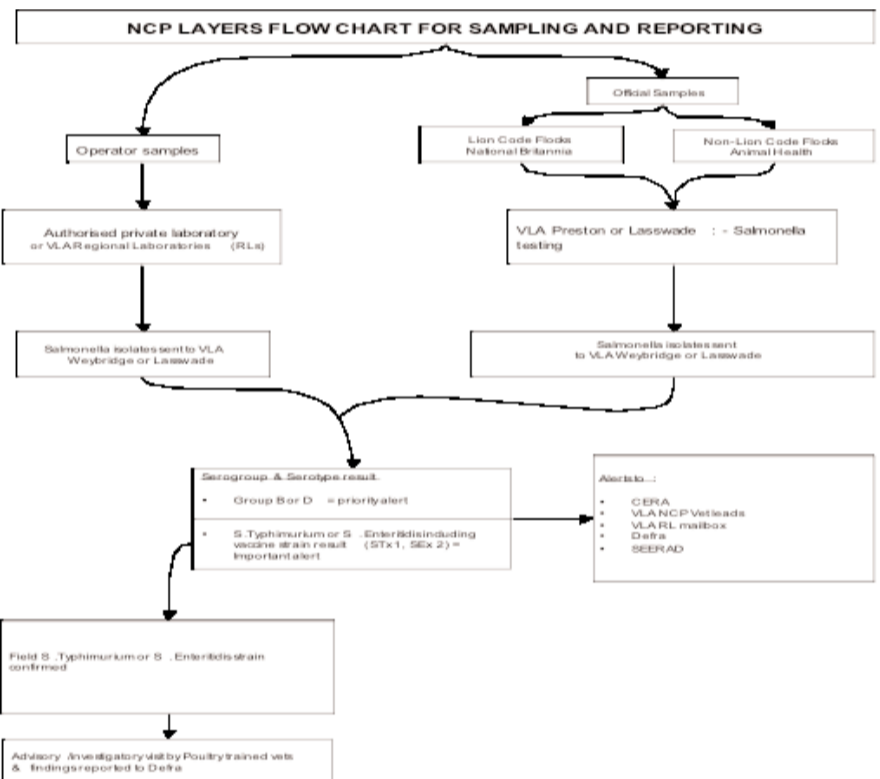 NCP LAYERS FLOW CHART FOR SAMPLING AND REPORTING
Official Samples
Operator samples
Lion Code Flocks
National Britannia
Non-Lion Code Flocks
Animal Health
Authorised private laboratory
or VLA Regional Laboratories (RLs)
VLA Preston or Lasswade : - Salmonella
testing
Salmonella isolates sent to VLA
Weybridge or Lasswade
Salmonella isolates sent
to VLA Weybridge or Lasswade
Serogroup & Serotype result.
• Group B or D = priority alert
• S.Typhimurium or S .Enteritidis including
vaccine strain result (STx1, SEx 2) =
Important alert
Alerts to..:
• CERA
• VLA NCP Vet leads
• VLA RL mailbox
• Defra
• SEERAD
Field S .Typhimurium or S .Enteritidis strain
confirmed
Advisory /investigatory visit by Poultry trained vets
& findings reported to Defra